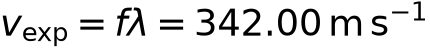 v_exp = fλ = 342.00 m s⁻¹